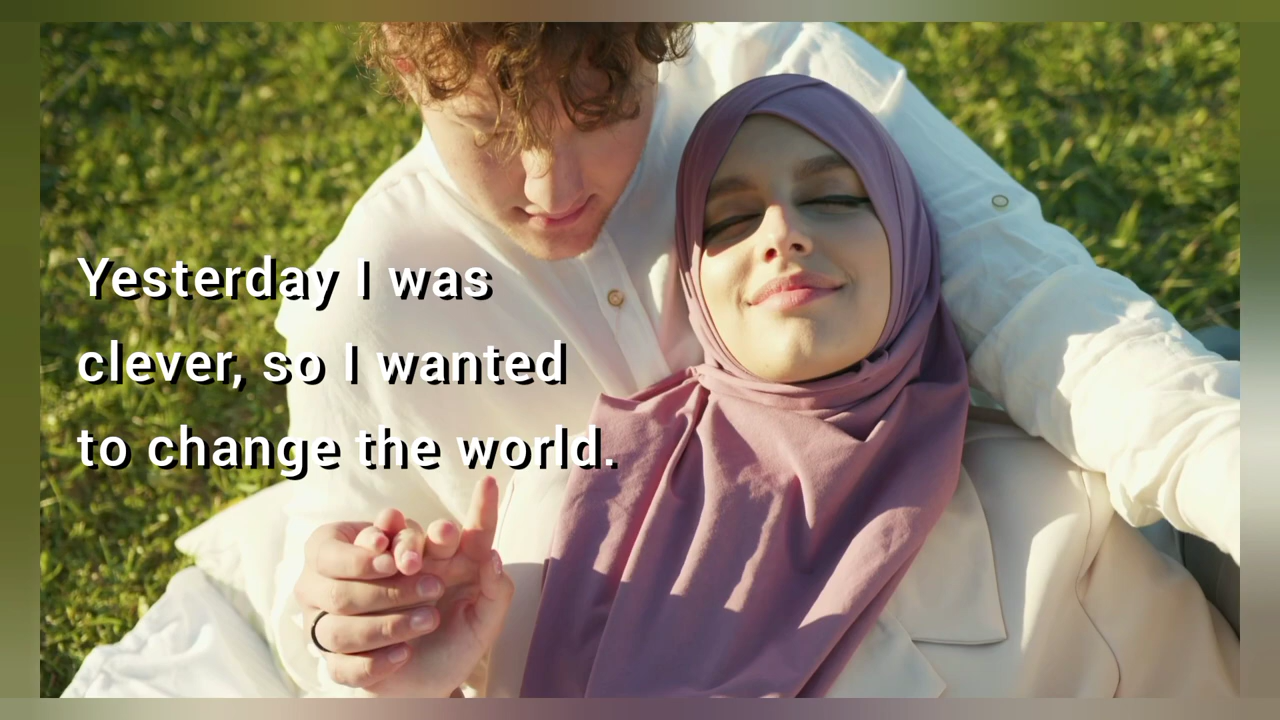 Yesterday I was
clever, so I wanted
to change the world.